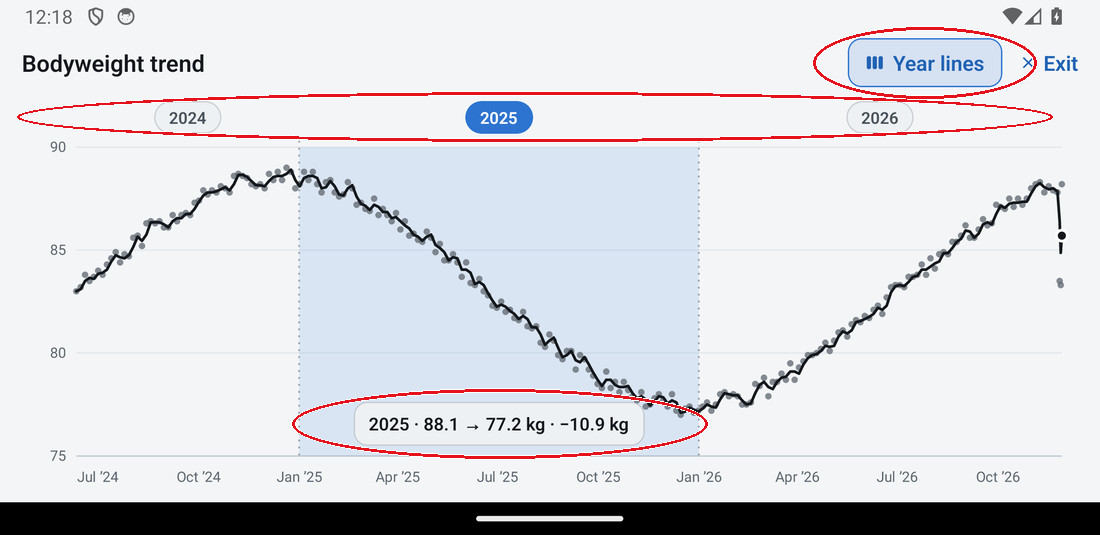 12:18
Bodyweight trend
Year lines
× Exit
2024
2025
2026
90
85
80
75
2025 · 88.1 → 77.2 kg · −10.9 kg
Jul ’24 Oct ’24 Jan ’25 Apr ’25 Jul ’25 Oct ’25 Jan ’26 Apr ’26 Jul ’26 Oct ’26